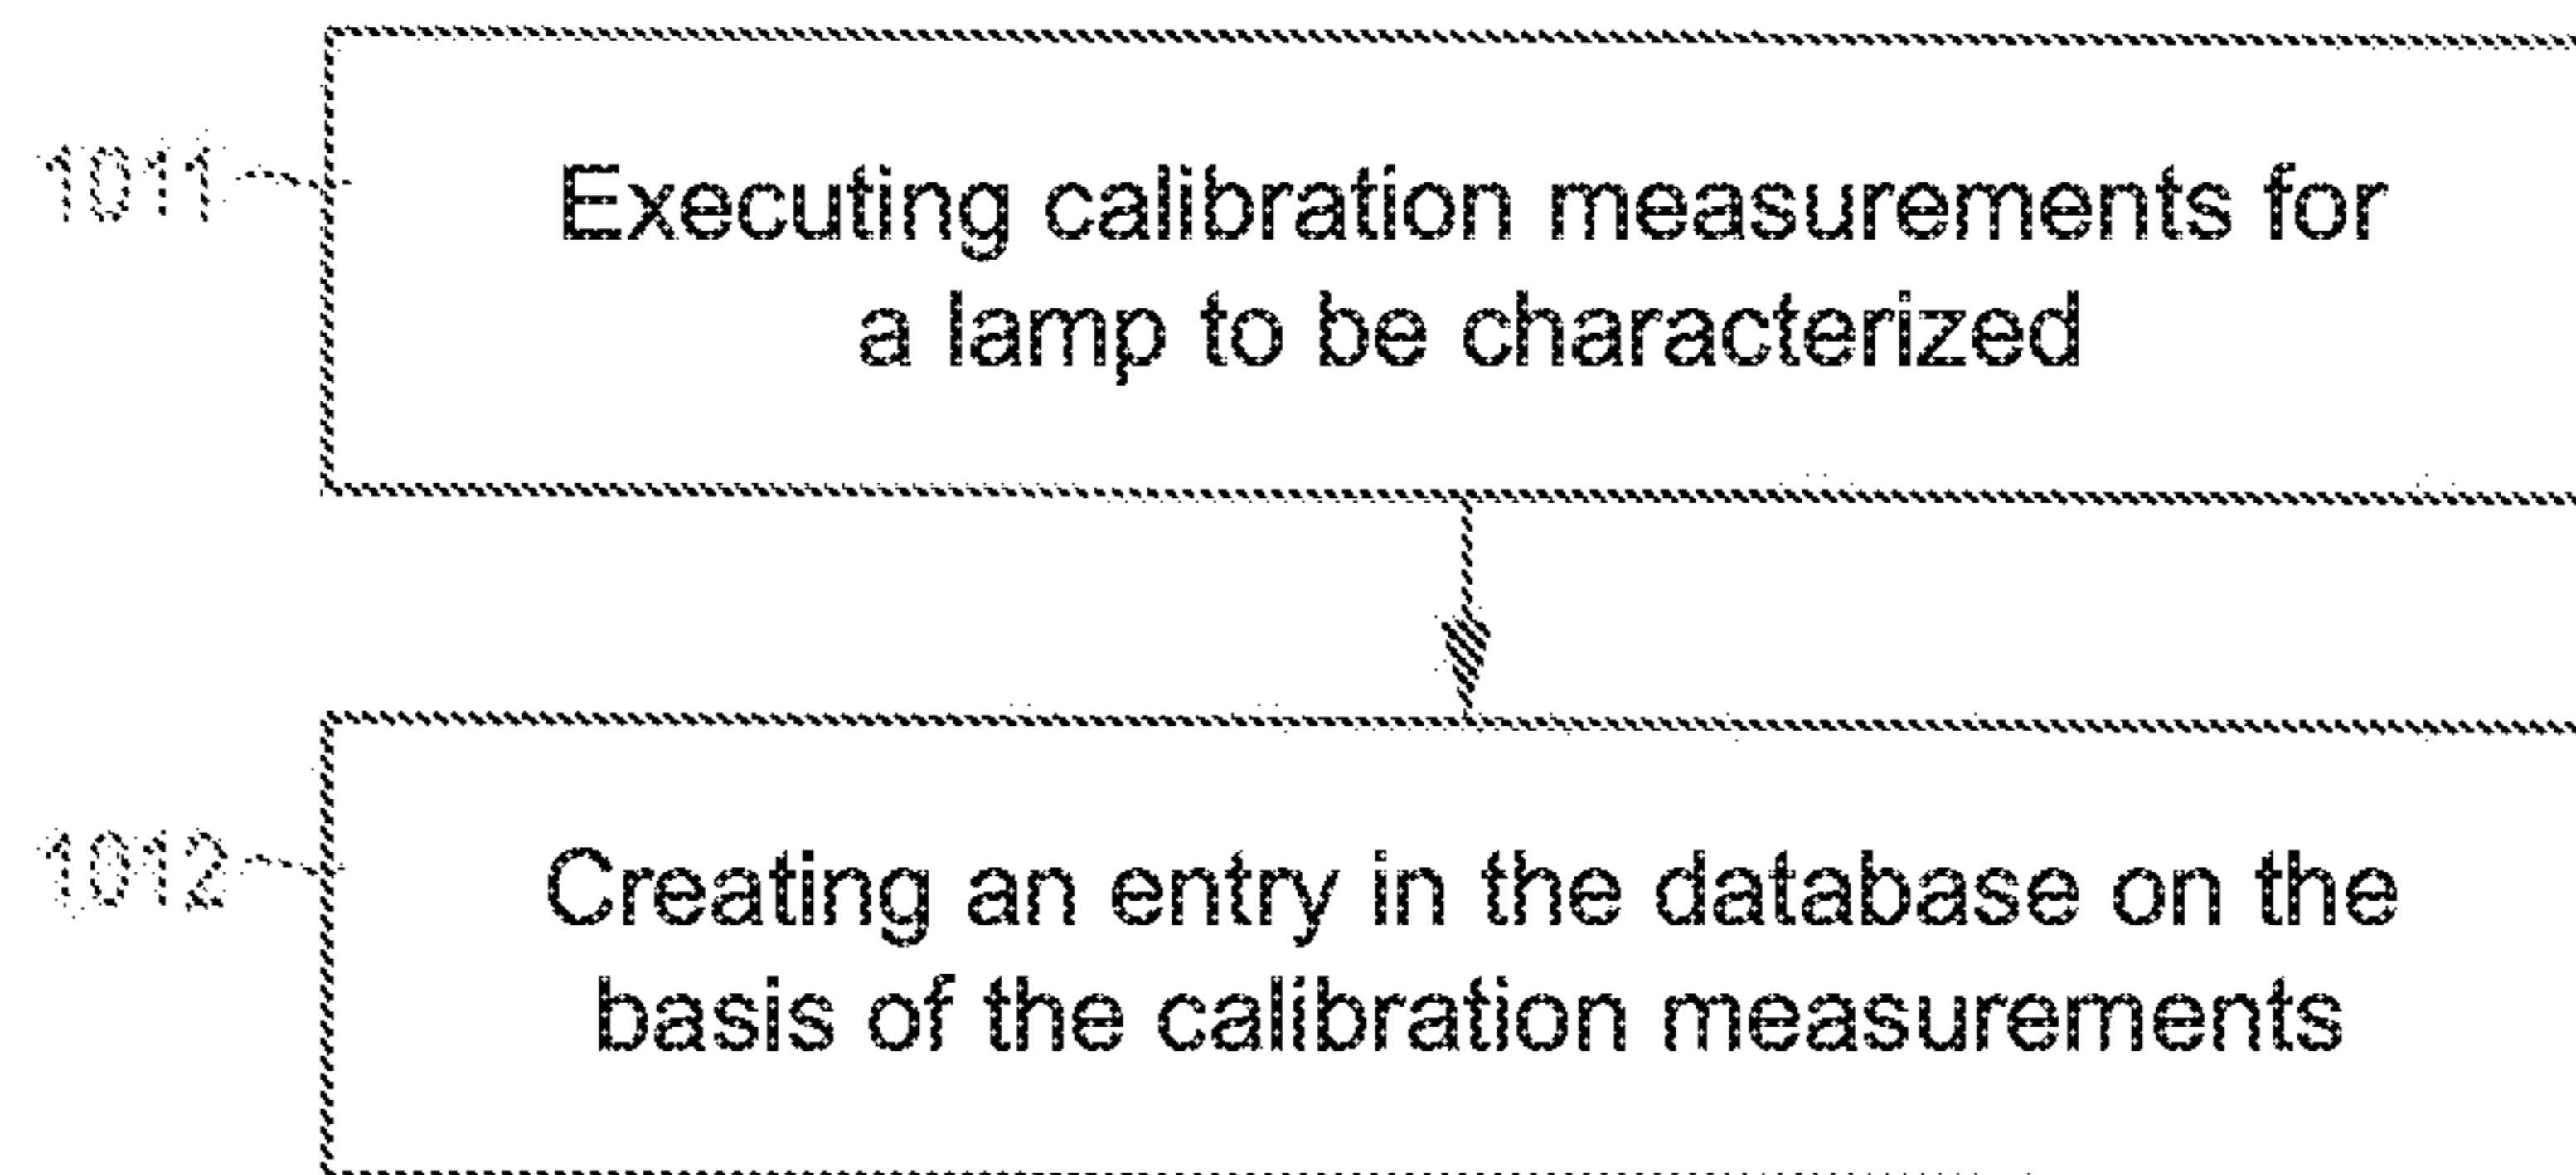 1011
Executing calibration measurements for
a lamp to be characterized
1012
Creating an entry in the database on the
basis of the calibration measurements